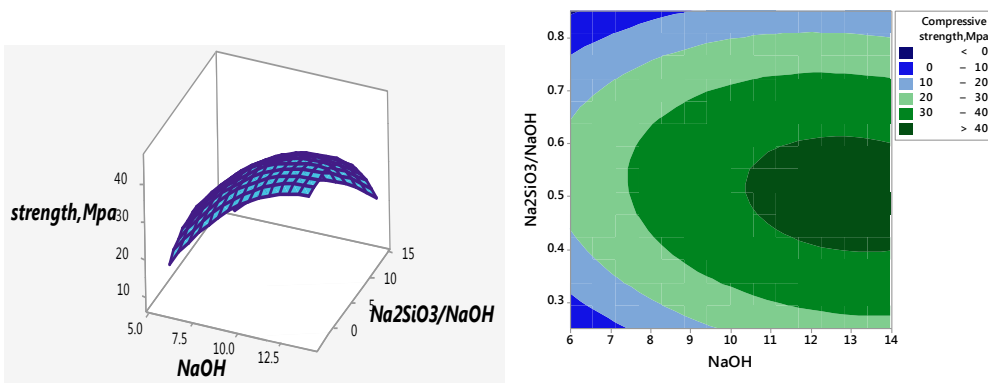 40
30
20
10
strength,Mpa
5.0
7.5
10.0
12.5
NaOH
0
5
10
15
Na2SiO3/NaOH
0.8
0.7
0.6
0.5
0.4
0.3
Na2SiO3/NaOH
6 7 8 9 10 11 12 13 14
NaOH
Compressive
strength,Mpa
< 0
0 – 10
10 – 20
20 – 30
30 – 40
> 40